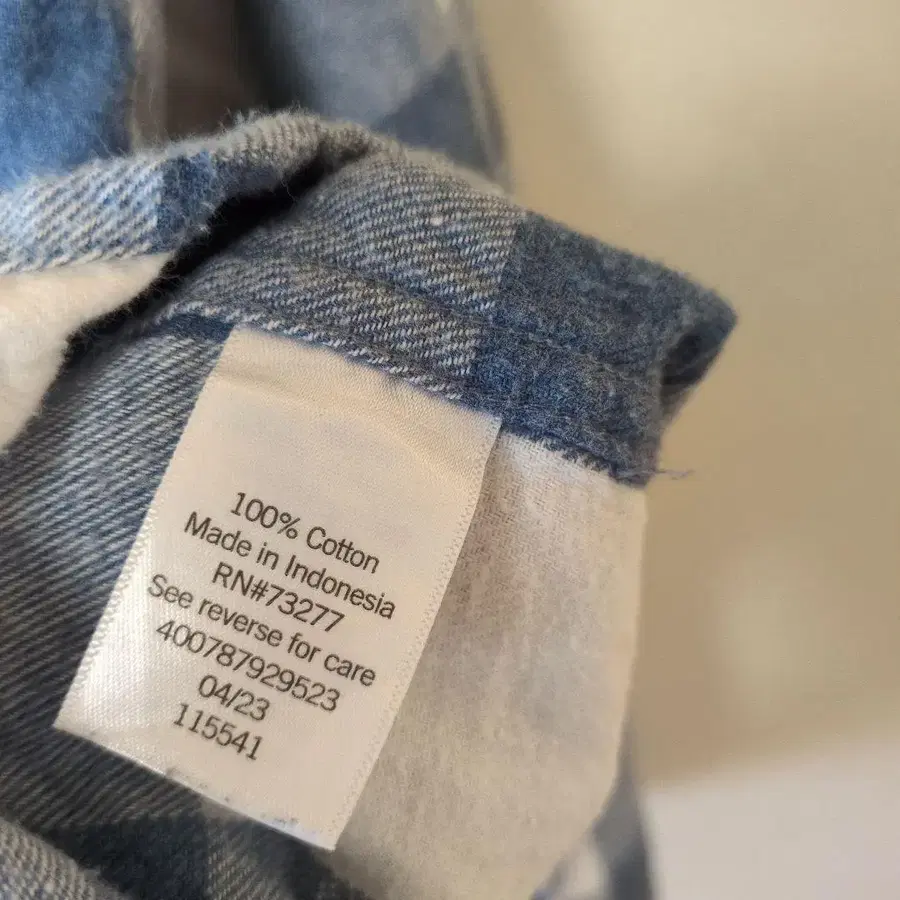 100% Cotton
Made in Indonesia
RN#73277
See reverse for care
400787929523
04/23
115541